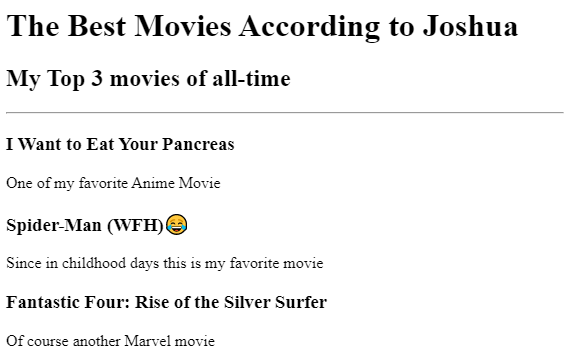 The Best Movies According to Joshua
My Top 3 movies of all-time
I Want to Eat Your Pancreas
One of my favorite Anime Movie
Spider-Man (WFH)😂
Since in childhood days this is my favorite movie
Fantastic Four: Rise of the Silver Surfer
Of course another Marvel movie